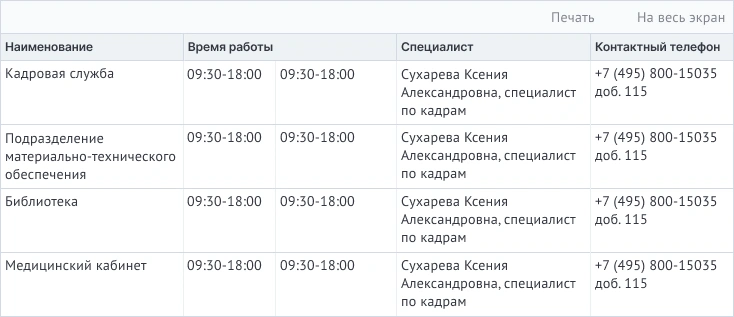 Печать На весь экран
Наименование Время работы Специалист Контактный телефон
Кадровая служба 09:30-18:00 09:30-18:00 Сухарева Ксения +7 (495) 800-15035
Александровна, специалист доб. 115
по кадрам
Подразделение 09:30-18:00 09:30-18:00 Сухарева Ксения +7 (495) 800-15035
материально-технического Александровна, специалист доб. 115
обеспечения по кадрам
Библиотека 09:30-18:00 09:30-18:00 Сухарева Ксения +7 (495) 800-15035
Александровна, специалист доб. 115
по кадрам
Медицинский кабинет 09:30-18:00 09:30-18:00 Сухарева Ксения +7 (495) 800-15035
Александровна, специалист доб. 115
по кадрам